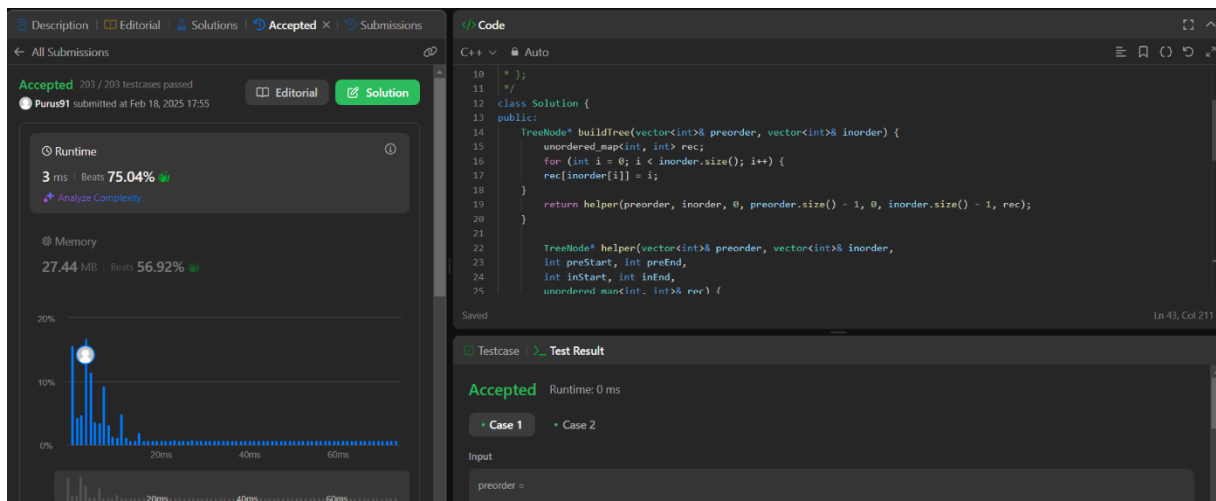 Description | Editorial | Solutions | Accepted × | Submissions
← All Submissions
Accepted 203 / 203 testcases passed
Purus91 submitted at Feb 18, 2025 17:55
Editorial
Solution
Runtime
3 ms | Beats 75.04%
Analyze Complexity
Memory
27.44 MB | Beats 56.92%
20%
10%
0%
20ms 40ms 60ms
20ms 40ms 60ms
</> Code
C++ Auto
10 * };
11 */
12 class Solution {
13 public:
14 TreeNode* buildTree(vector<int>& preorder, vector<int>& inorder) {
15 unordered_map<int, int> rec;
16 for (int i = 0; i < inorder.size(); i++) {
17 rec[inorder[i]] = i;
18 }
19 return helper(preorder, inorder, 0, preorder.size() - 1, 0, inorder.size() - 1, rec);
20 }
21
22 TreeNode* helper(vector<int>& preorder, vector<int>& inorder,
23 int preStart, int preEnd,
24 int inStart, int inEnd,
25 unordered_map<int, int>& rec) {
Saved
Ln 43, Col 211
Testcase | >_ Test Result
Accepted Runtime: 0 ms
• Case 1 • Case 2
Input
preorder =